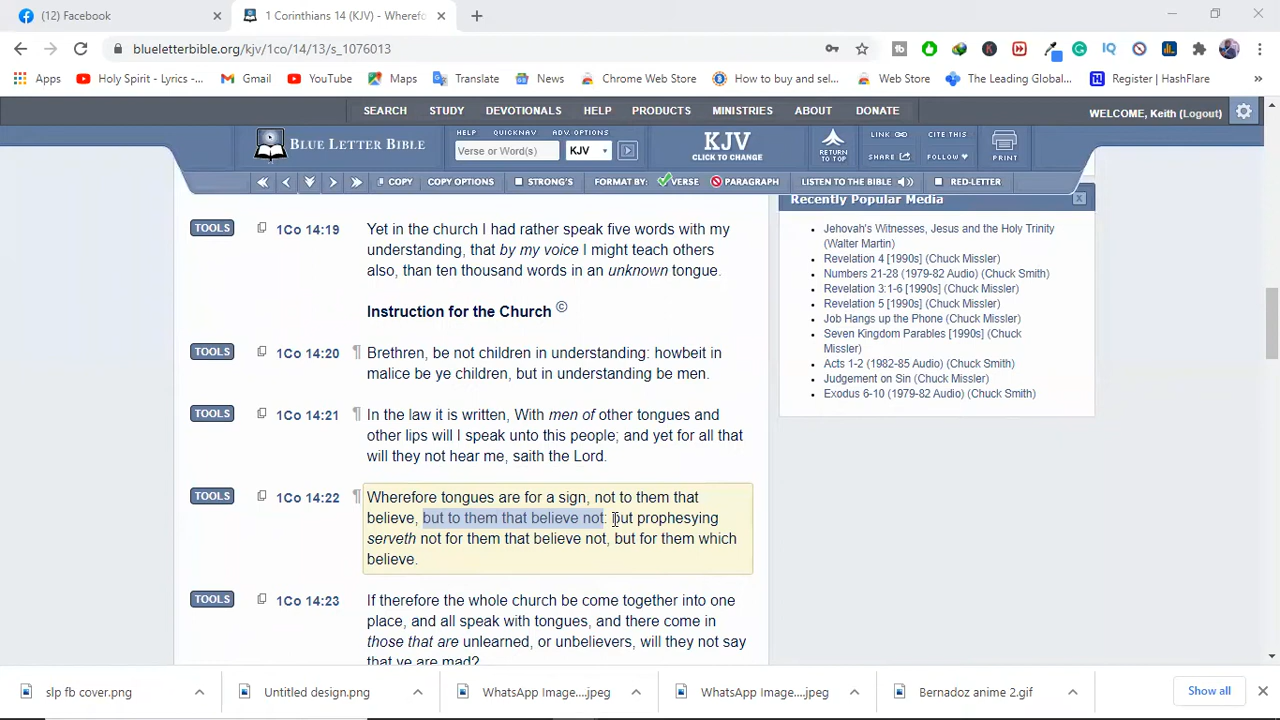 (12) Facebook
1 Corinthians 14 (KJV) - Wherefo
blueletterbible.org/kjv/1co/14/13/s_1076013
Apps
Holy Spirit - Lyrics -...
Gmail
YouTube
Maps
Translate
News
Chrome Web Store
How to buy and sel...
Web Store
The Leading Global...
Register | HashFlare
»
SEARCH STUDY DEVOTIONALS HELP PRODUCTS MINISTRIES ABOUT DONATE
WELCOME, Keith (Logout)
BLUE LETTER BIBLE
HELP QUICKNAV ADV. OPTIONS
Verse or Word(s)
KJV
KJV
CLICK TO CHANGE
RETURN
TO TOP
LINK
SHARE
CITE THIS
FOLLOW
PRINT
COPY COPY OPTIONS STRONG'S FORMAT BY: VERSE PARAGRAPH LISTEN TO THE BIBLE RED-LETTER
TOOLS
1Co 14:19
Yet in the church I had rather speak five words with my
understanding, that by my voice I might teach others
also, than ten thousand words in an unknown tongue.
Instruction for the Church ©
TOOLS
1Co 14:20
¶ Brethren, be not children in understanding: howbeit in
malice be ye children, but in understanding be men.
TOOLS
1Co 14:21
¶ In the law it is written, With men of other tongues and
other lips will I speak unto this people; and yet for all that
will they not hear me, saith the Lord.
TOOLS
1Co 14:22
¶ Wherefore tongues are for a sign, not to them that
believe, but to them that believe not: but prophesying
serveth not for them that believe not, but for them which
believe.
TOOLS
1Co 14:23
If therefore the whole church be come together into one
place, and all speak with tongues, and there come in
those that are unlearned, or unbelievers, will they not say
that ye are mad?
Recently Popular Media
x
Jehovah's Witnesses, Jesus and the Holy Trinity
(Walter Martin)
Revelation 4 [1990s] (Chuck Missler)
Numbers 21-28 (1979-82 Audio) (Chuck Smith)
Revelation 3:1-6 [1990s] (Chuck Missler)
Revelation 5 [1990s] (Chuck Missler)
Job Hangs up the Phone (Chuck Missler)
Seven Kingdom Parables [1990s] (Chuck
Missler)
Acts 1-2 (1982-85 Audio) (Chuck Smith)
Judgement on Sin (Chuck Missler)
Exodus 6-10 (1979-82 Audio) (Chuck Smith)
slp fb cover.png
Untitled design.png
WhatsApp Image....jpeg
WhatsApp Image....jpeg
Bernadoz anime 2.gif
Show all